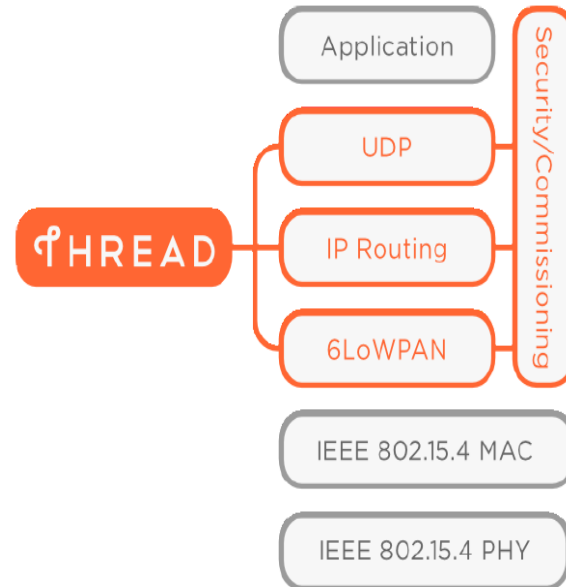 Application
UDP
THREAD
IP Routing
6LoWPAN
Security/Commissioning
IEEE 802.15.4 MAC
IEEE 802.15.4 PHY